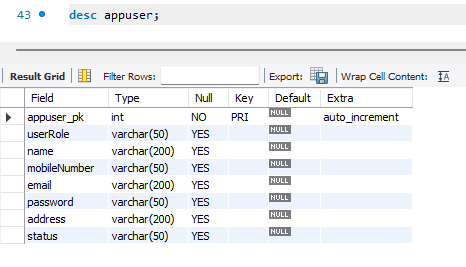 43 desc appuser;
Result Grid Filter Rows: Export: Wrap Cell Content: IA
Field Type Null Key Default Extra
appuser_pk int NO PRI NULL auto_increment
userRole varchar(50) YES NULL
name varchar(200) YES NULL
mobileNumber varchar(50) YES NULL
email varchar(200) YES NULL
password varchar(50) YES NULL
address varchar(200) YES NULL
status varchar(50) YES NULL